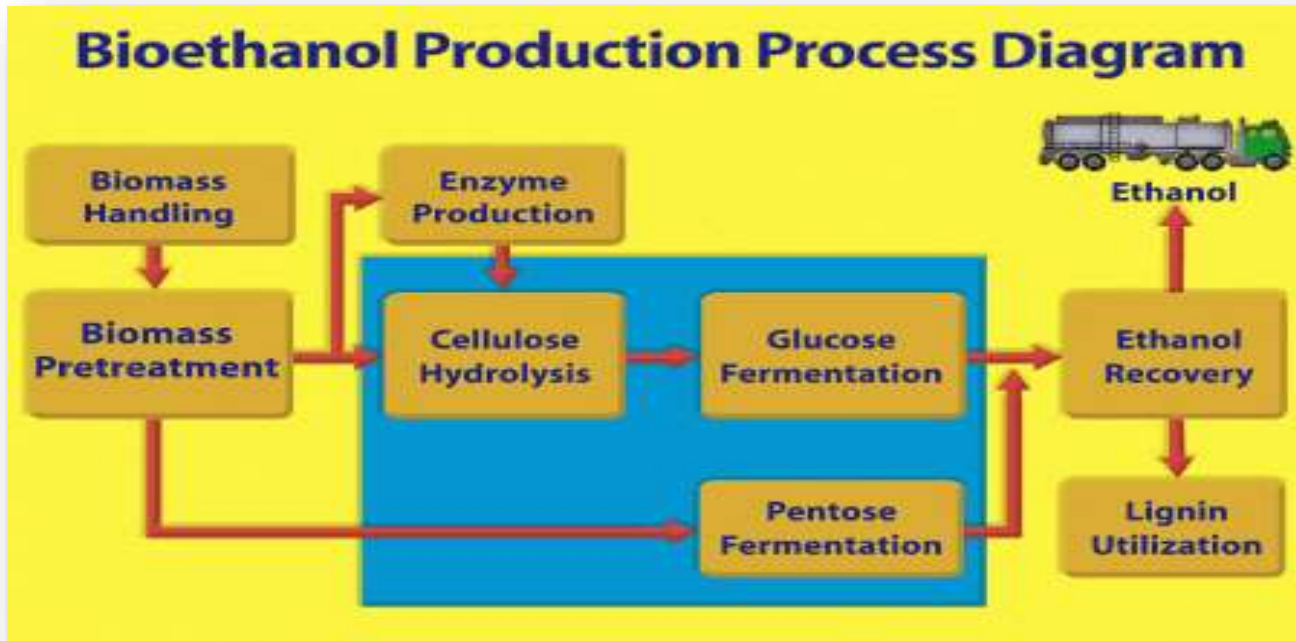 Bioethanol Production Process Diagram
Biomass
Handling
Enzyme
Production
Ethanol
Biomass
Pretreatment
Cellulose
Hydrolysis
Glucose
Fermentation
Ethanol
Recovery
Pentose
Fermentation
Lignin
Utilization